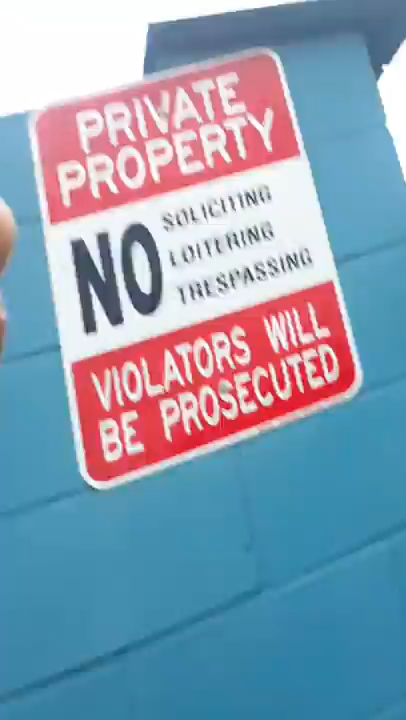 PRIVATE
PROPERTY
NO SOLICITING
LOITERING
TRESPASSING
VIOLATORS WILL
BE PROSECUTED